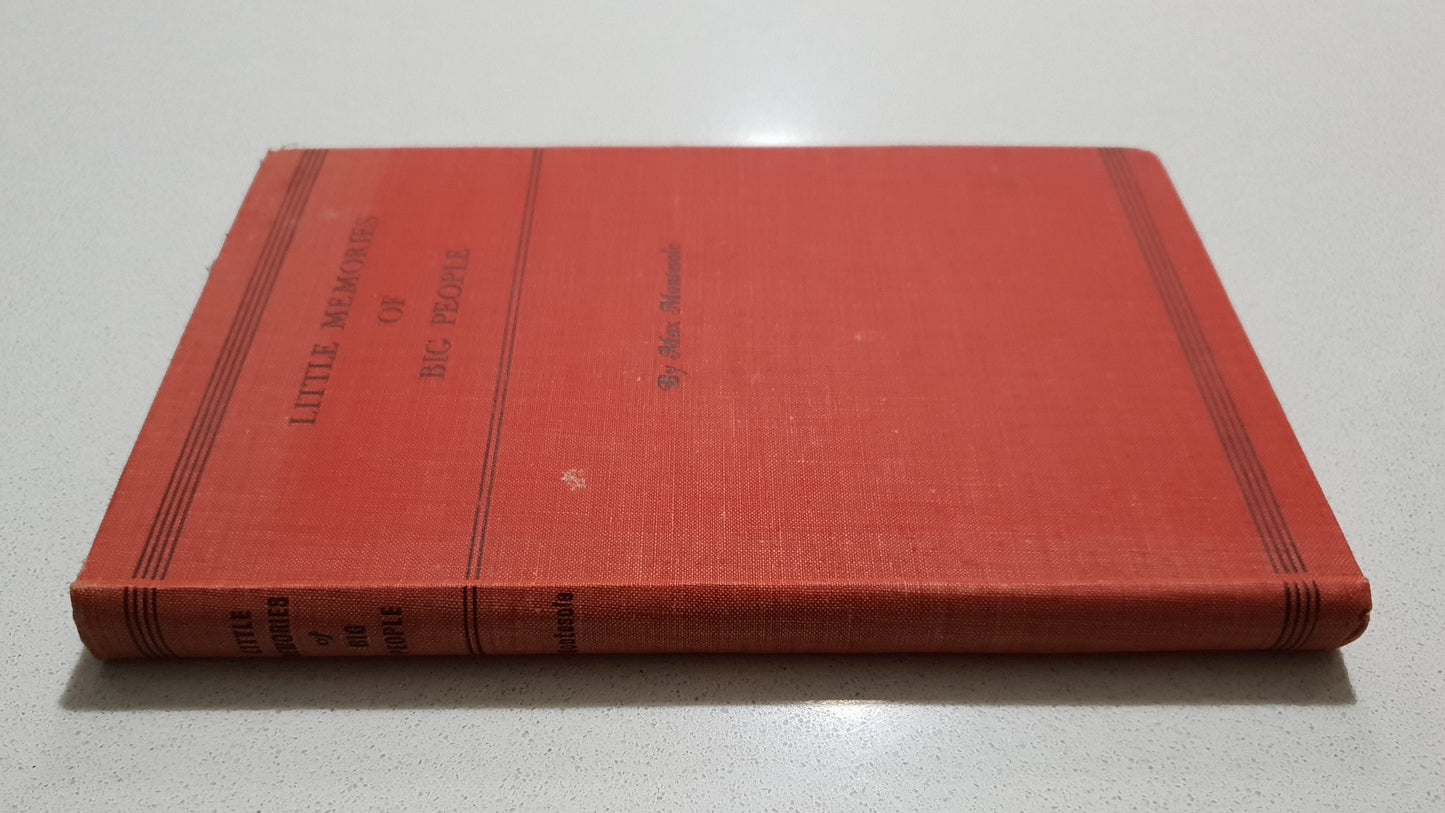 LITTLE MEMORIES
OF
BIG PEOPLE
By Max Montesole
LITTLE
MEMORIES
of
BIG
PEOPLE
Montesole